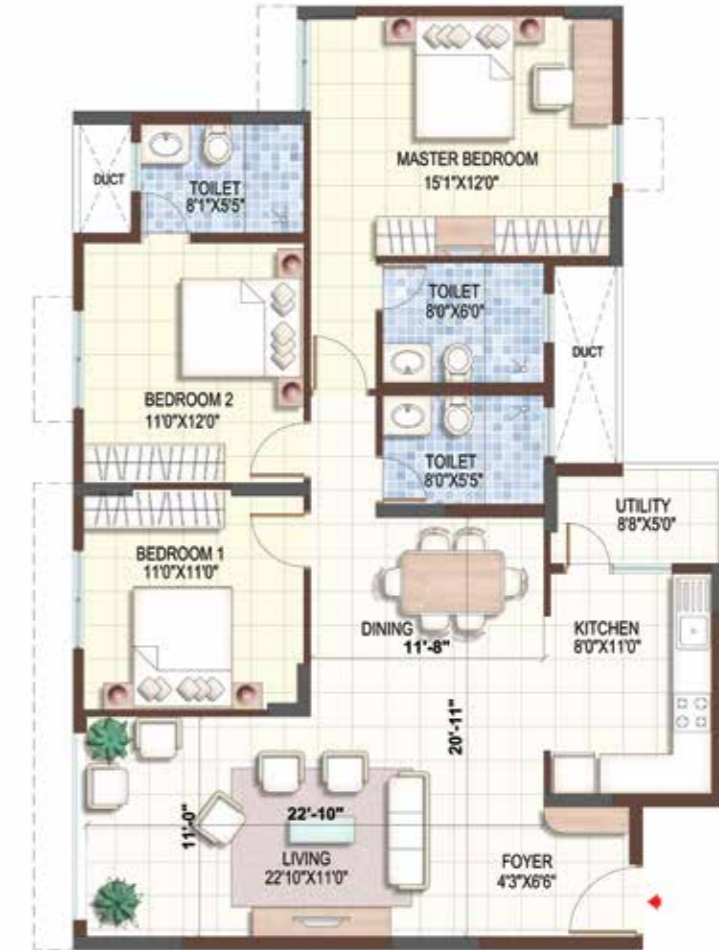 MASTER BEDROOM
15'1"X12'0"
DUCT
TOILET
8'1"X5'5"
TOILET
8'0"X6'0"
DUCT
BEDROOM 2
11'0"X12'0"
TOILET
8'0"X5'5"
UTILITY
8'8"X5'0"
BEDROOM 1
11'0"X11'0"
DINING
11'-8"
KITCHEN
8'0"X11'0"
20'-11"
11'-0"
22'-10"
LIVING
22'10"X11'0"
FOYER
4'3"X6'6"